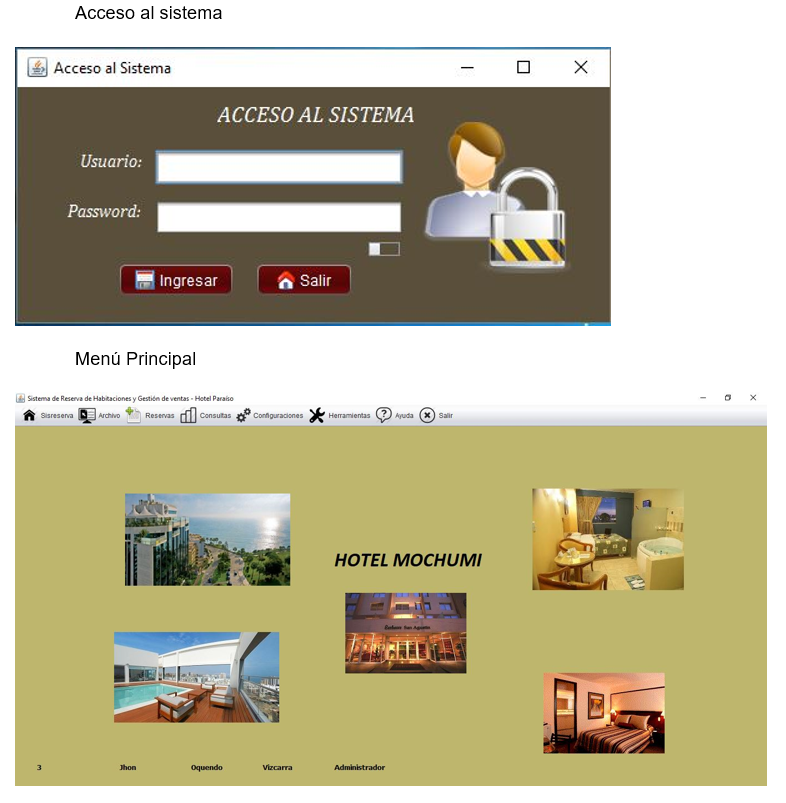 Acceso al sistema
Acceso al Sistema
ACCESO AL SISTEMA
Usuario:
Password:
Ingresar Salir
Menú Principal
Sistema de Reserva de Habitaciones y Gestión de ventas - Hotel Paraiso
Sisreserva Archivo Reservas Consultas Configuraciones Herramientas Ayuda Salir
HOTEL MOCHUMI
San Agustin
3 Jhon Oquendo Vizcarra Administrador